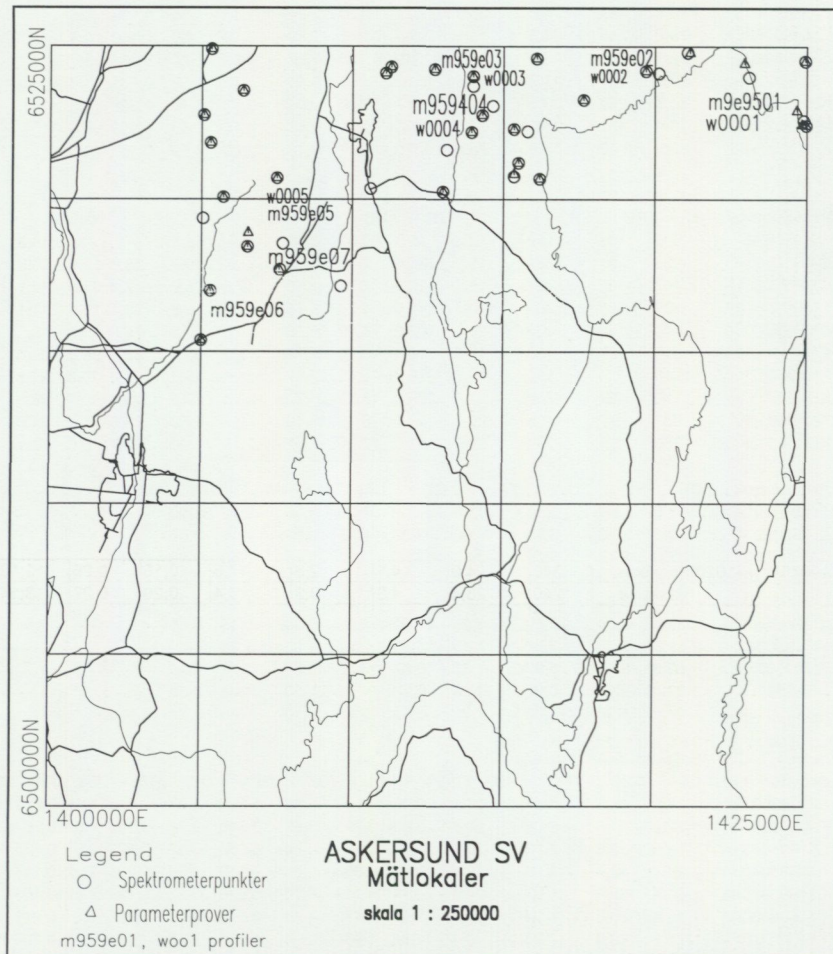 6525000N
m959e03
m959e02
w0003
w0002
m959404
m9e9501
w0004
w0001
w0005
m959e05
m959e07
m959e06
6500000N
1400000E
1425000E
Legend
Spektrometerpunkter
Parameterprover
m959e01, woo1 profiler
ASKERSUND SV
Mätlokaler
skala 1 : 250000